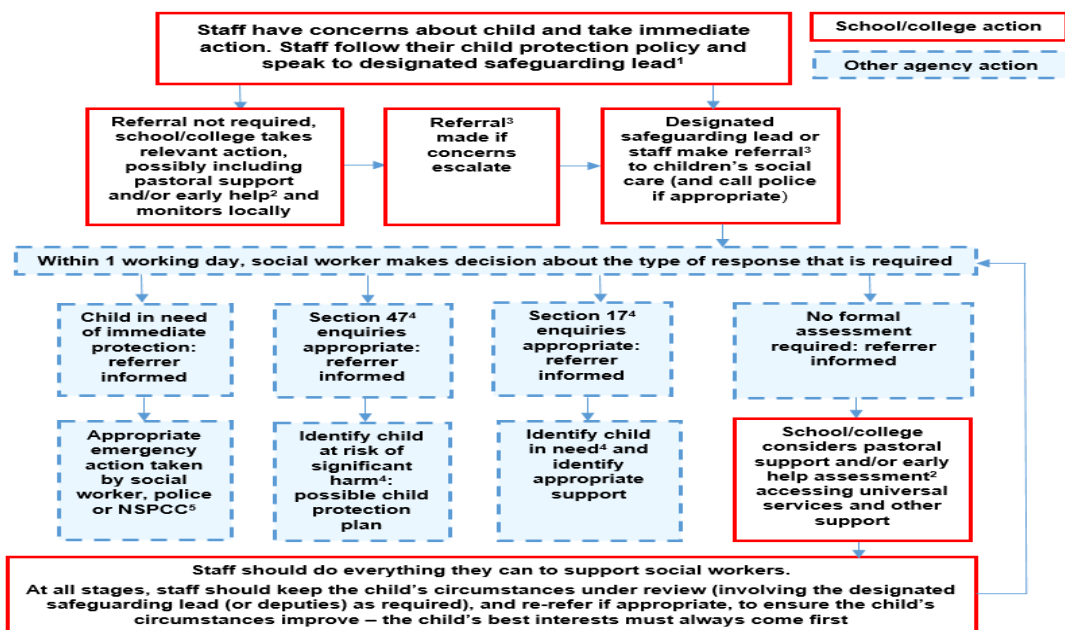 Staff have concerns about child and take immediate
action. Staff follow their child protection policy and
speak to designated safeguarding lead¹
School/college action
Other agency action
Referral not required,
school/college takes
relevant action,
possibly including
pastoral support
and/or early help² and
monitors locally
Referral³
made if
concerns
escalate
Designated
safeguarding lead or
staff make referral³
to children’s social
care (and call police
if appropriate)
Within 1 working day, social worker makes decision about the type of response that is required
Child in need
of immediate
protection:
referrer
informed
Section 47⁴
enquiries
appropriate:
referrer
informed
Section 17⁴
enquiries
appropriate:
referrer
informed
No formal
assessment
required: referrer
informed
Appropriate
emergency
action taken
by social
worker, police
or NSPCC⁵
Identify child
at risk of
significant
harm⁴:
possible child
protection
plan
Identify child
in need⁴ and
identify
appropriate
support
School/college
considers pastoral
support and/or early
help assessment²
accessing universal
services and other
support
Staff should do everything they can to support social workers.
At all stages, staff should keep the child’s circumstances under review (involving the designated
safeguarding lead (or deputies) as required), and re-refer if appropriate, to ensure the child’s
circumstances improve – the child’s best interests must always come first